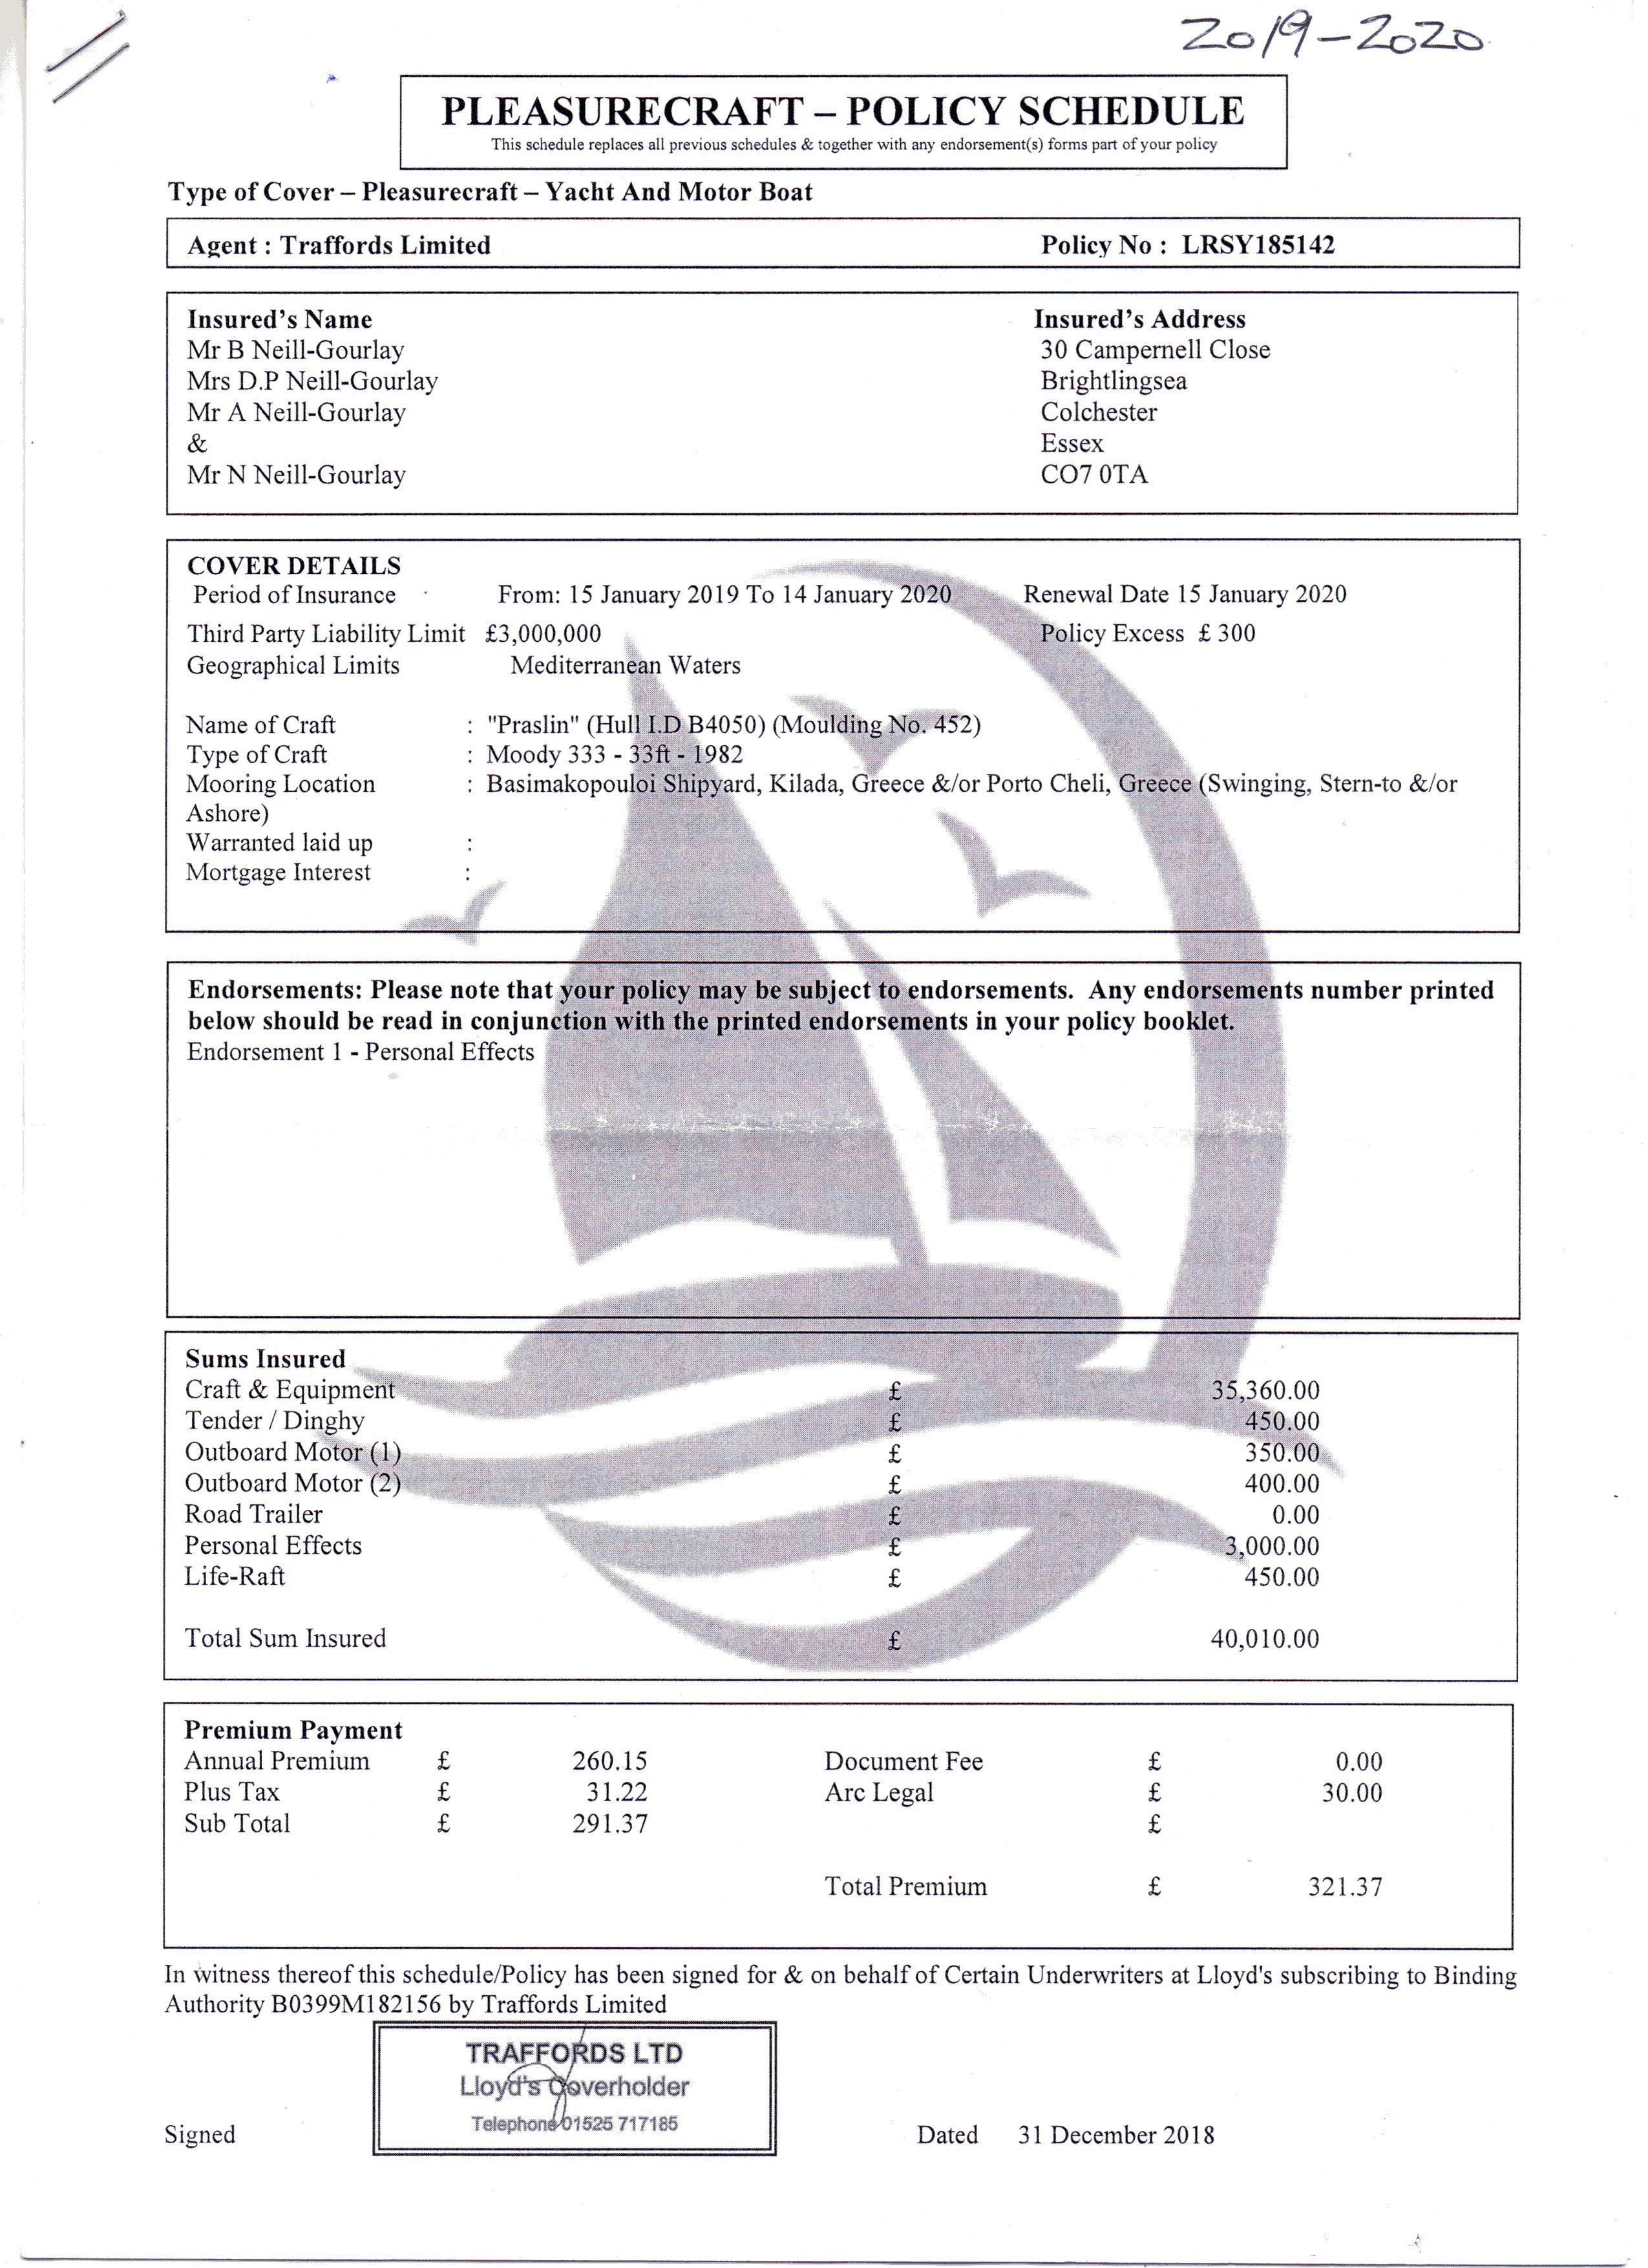 2019-2020
PLEASURECRAFT – POLICY SCHEDULE
This schedule replaces all previous schedules & together with any endorsement(s) forms part of your policy
Type of Cover – Pleasurecraft – Yacht And Motor Boat
Agent : Traffords Limited Policy No : LRSY185142
Insured's Name Insured's Address
Mr B Neill-Gourlay 30 Campernell Close
Mrs D.P Neill-Gourlay Brightlingsea
Mr A Neill-Gourlay Colchester
& Essex
Mr N Neill-Gourlay CO7 0TA
COVER DETAILS
Period of Insurance From: 15 January 2019 To 14 January 2020 Renewal Date 15 January 2020
Third Party Liability Limit £3,000,000 Policy Excess £ 300
Geographical Limits Mediterranean Waters
Name of Craft : "Praslin" (Hull I.D B4050) (Moulding No. 452)
Type of Craft : Moody 333 - 33ft - 1982
Mooring Location : Basimakopouloi Shipyard, Kilada, Greece &/or Porto Cheli, Greece (Swinging, Stern-to &/or
Ashore)
Warranted laid up :
Mortgage Interest :
Endorsements: Please note that your policy may be subject to endorsements. Any endorsements number printed
below should be read in conjunction with the printed endorsements in your policy booklet.
Endorsement 1 - Personal Effects
Sums Insured
Craft & Equipment £ 35,360.00
Tender / Dinghy £ 450.00
Outboard Motor (1) £ 350.00
Outboard Motor (2) £ 400.00
Road Trailer £ 0.00
Personal Effects £ 3,000.00
Life-Raft £ 450.00
Total Sum Insured £ 40,010.00
Premium Payment
Annual Premium £ 260.15 Document Fee £ 0.00
Plus Tax £ 31.22 Arc Legal £ 30.00
Sub Total £ 291.37 £
Total Premium £ 321.37
In witness thereof this schedule/Policy has been signed for & on behalf of Certain Underwriters at Lloyd's subscribing to Binding
Authority B0399M182156 by Traffords Limited
TRAFFORDS LTD
Lloyd's Coverholder
Telephone 01525 717185
Signed Dated 31 December 2018